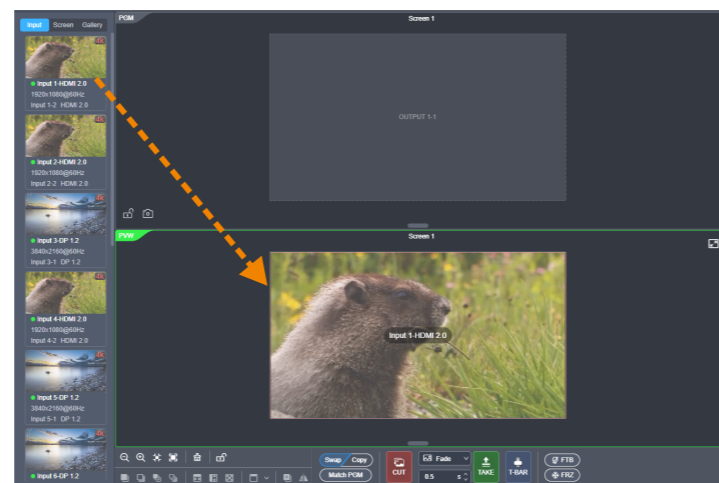 Input Screen Gallery
PGM
Screen 1
4K
Input 1-HDMI 2.0
1920x1080@60Hz
Input 1-2 HDMI 2.0
4K
Input 2-HDMI 2.0
1920x1080@60Hz
Input 2-2 HDMI 2.0
4K
Input 3-DP 1.2
3840x2160@60Hz
Input 3-1 DP 1.2
4K
Input 4-HDMI 2.0
1920x1080@60Hz
Input 4-2 HDMI 2.0
4K
Input 5-DP 1.2
3840x2160@60Hz
Input 5-1 DP 1.2
4K
Input 6-DP 1.2
OUTPUT 1-1
PVW
Screen 1
Input 1-HDMI 2.0
Swap Copy
Match PGM
CUT
Fade
0.5 s
TAKE
T-BAR
FTB
FRZ